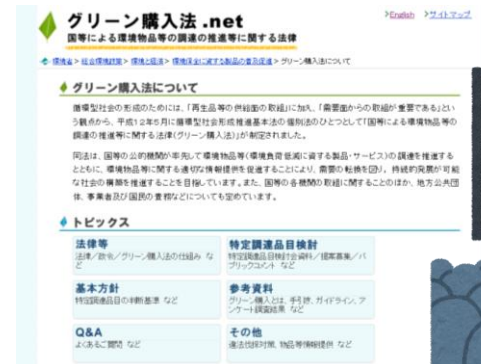 グリーン購入法.net
国等による環境物品等の調達の推進等に関する法律
>English >サイトマップ
環境省> 総合環境政策> 環境と経済> 環境保全に資する製品の普及促進> グリーン購入法について
グリーン購入法について
循環型社会の形成のためには、「再生品等の供給面の取組」に加え、「需要面からの取組が重要である」とい
う観点から、平成12年5月に循環型社会形成推進基本法の個別法のひとつとして「国等による環境物品等の
調達の推進等に関する法律(グリーン購入法)」が制定されました。
同法は、国等の公的機関が率先して環境物品等(環境負荷低減に資する製品・サービス)の調達を推進する
とともに、環境物品等に関する適切な情報提供を促進することにより、需要の転換を図り、持続的発展が可能
な社会の構築を推進することを目指しています。また、国等の各機関の取組に関することのほか、地方公共団
体、事業者及び国民の責務などについても定めています。
トピックス
法律等
法律/政令/グリーン購入法の仕組み な
ど
特定調達品目検討
特定調達品目検討会資料/提案募集/パ
ブリックコメント など
基本方針
特定調達品目の判断基準 など
参考資料
グリーン購入とは、手引き、ガイドライン、ア
ンケート調査結果 など
Q&A
よくあるご質問 など
その他
違法伐採対策、物品等情報提供 など